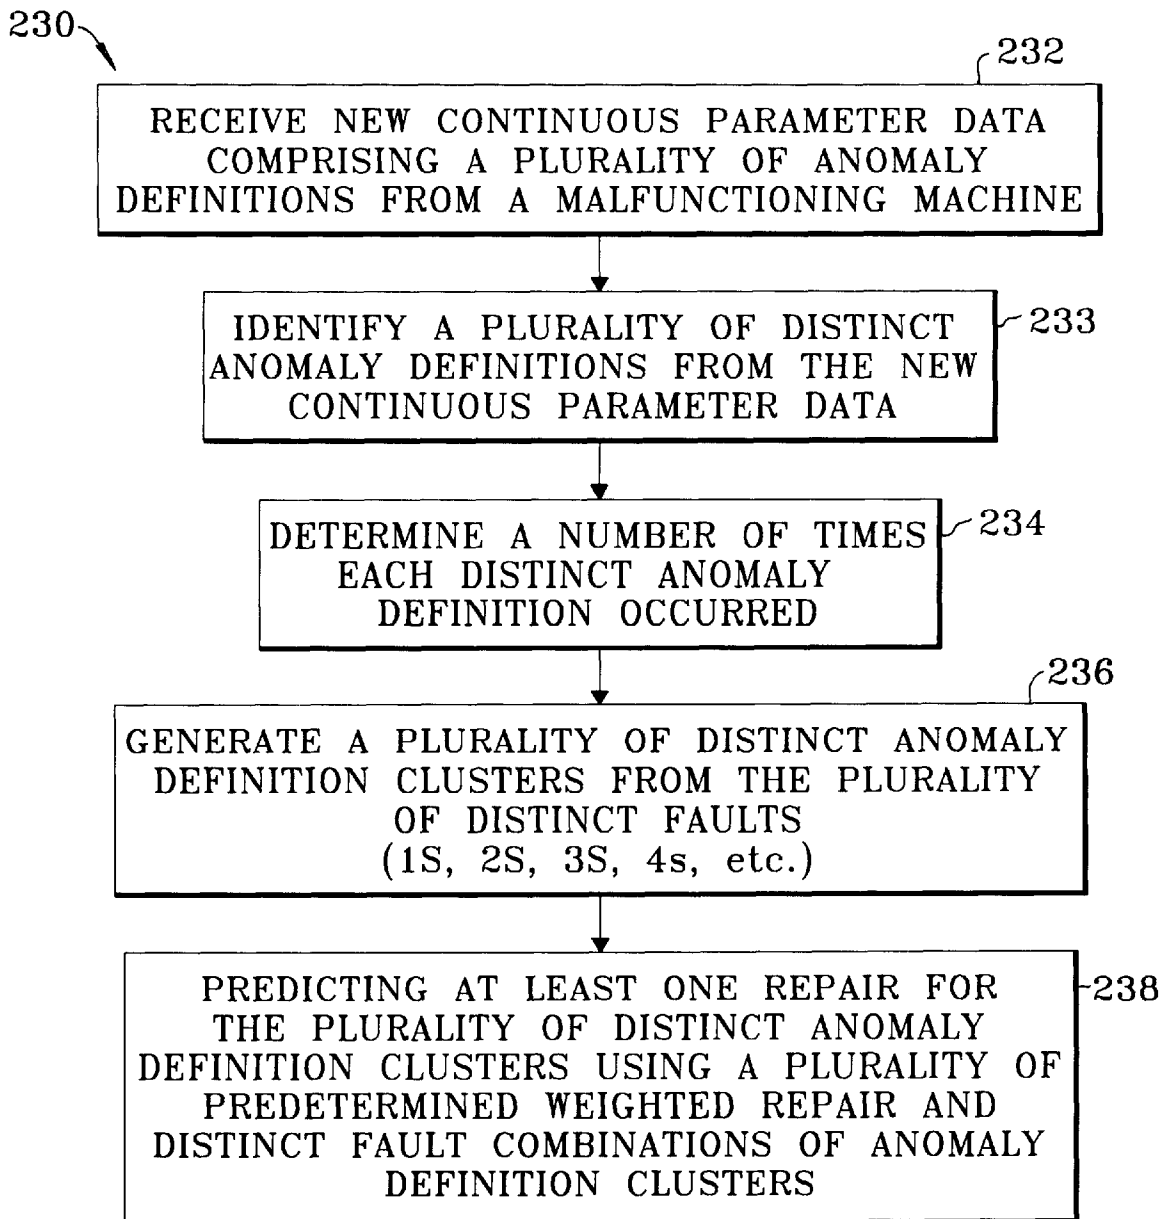 230
232
RECEIVE NEW CONTINUOUS PARAMETER DATA
COMPRISING A PLURALITY OF ANOMALY
DEFINITIONS FROM A MALFUNCTIONING MACHINE
233
IDENTIFY A PLURALITY OF DISTINCT
ANOMALY DEFINITIONS FROM THE NEW
CONTINUOUS PARAMETER DATA
234
DETERMINE A NUMBER OF TIMES
EACH DISTINCT ANOMALY
DEFINITION OCCURRED
236
GENERATE A PLURALITY OF DISTINCT ANOMALY
DEFINITION CLUSTERS FROM THE PLURALITY
OF DISTINCT FAULTS
(1S, 2S, 3S, 4s, etc.)
238
PREDICTING AT LEAST ONE REPAIR FOR
THE PLURALITY OF DISTINCT ANOMALY
DEFINITION CLUSTERS USING A PLURALITY OF
PREDETERMINED WEIGHTED REPAIR AND
DISTINCT FAULT COMBINATIONS OF ANOMALY
DEFINITION CLUSTERS